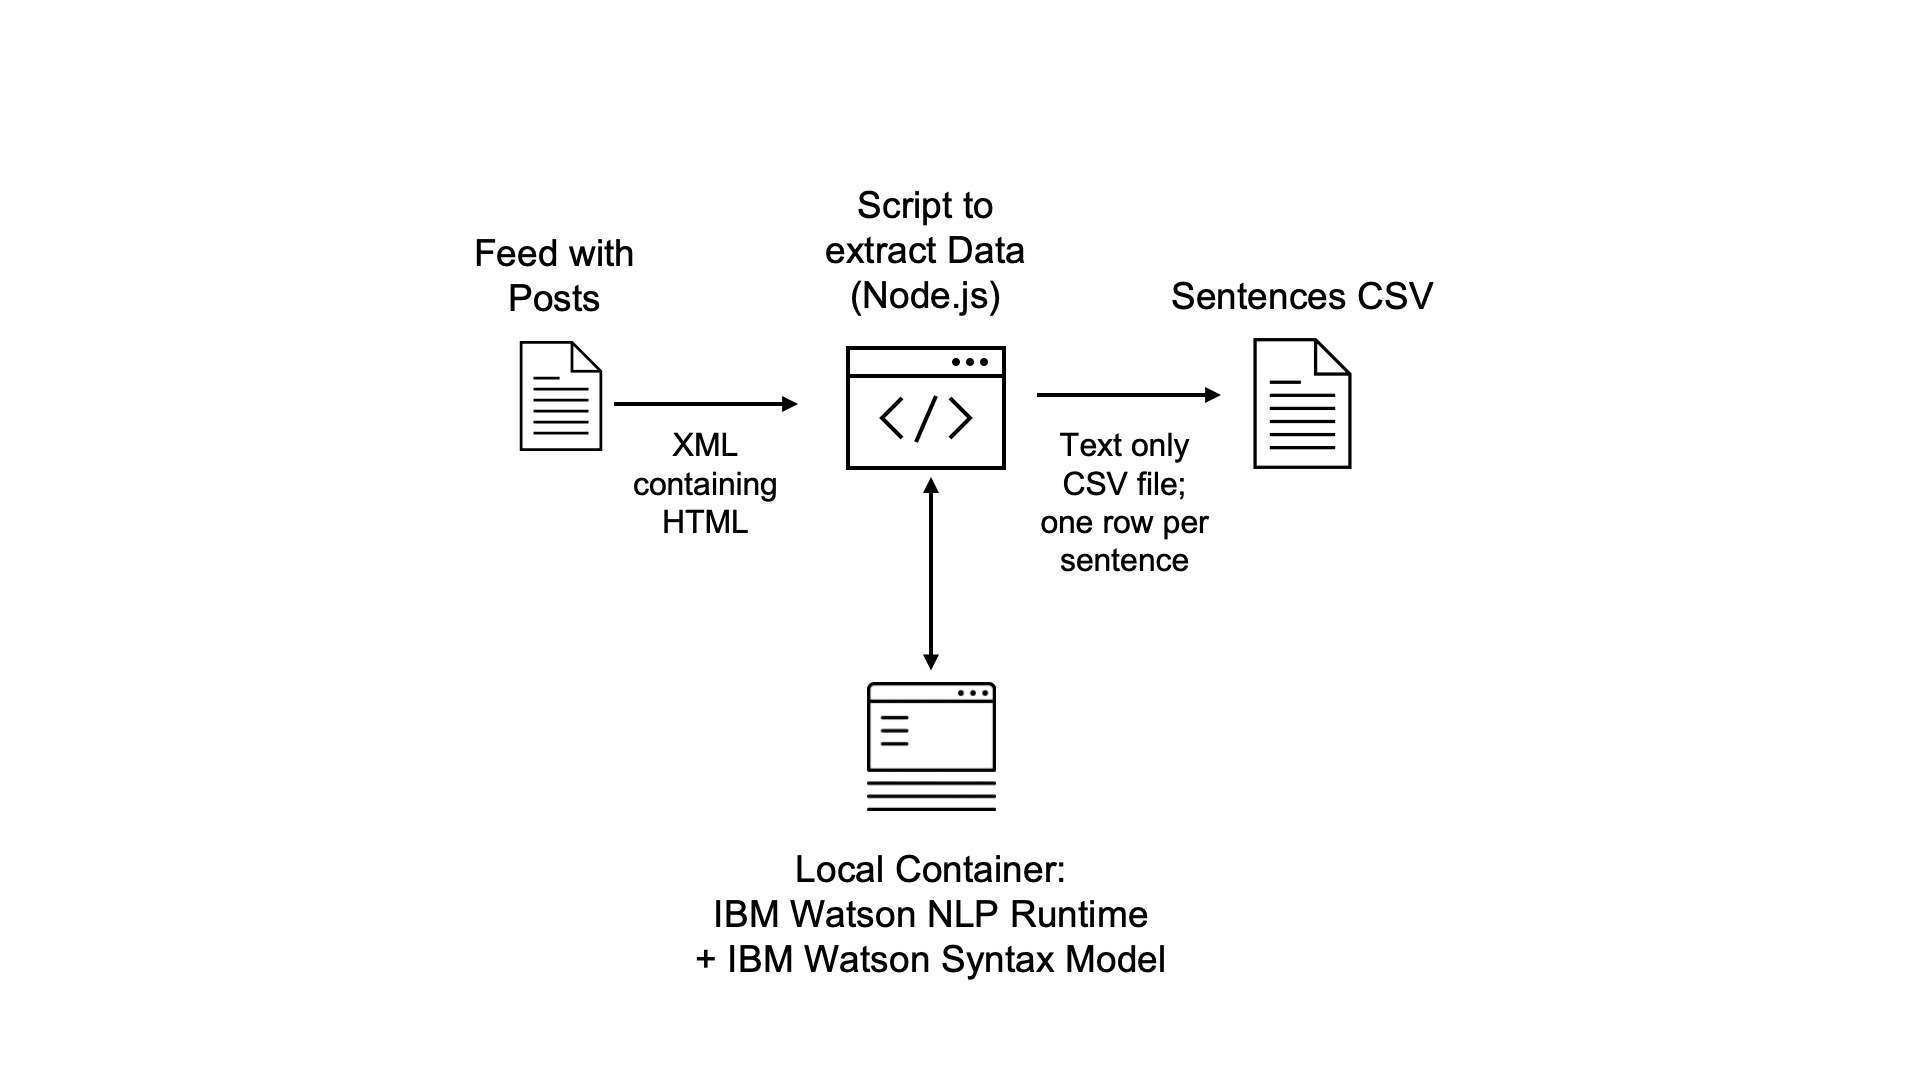 Feed with
Posts
XML
containing
HTML
Script to
extract Data
(Node.js)
</>
Text only
CSV file;
one row per
sentence
Sentences CSV
Local Container:
IBM Watson NLP Runtime
+ IBM Watson Syntax Model